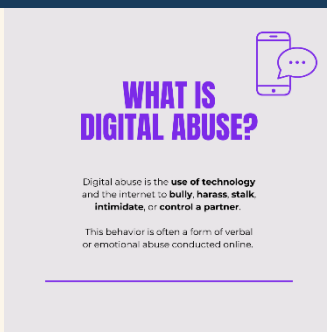 WHAT IS
DIGITAL ABUSE?
Digital abuse is the use of technology
and the internet to bully, harass, stalk,
intimidate, or control a partner.
This behavior is often a form of verbal
or emotional abuse conducted online.